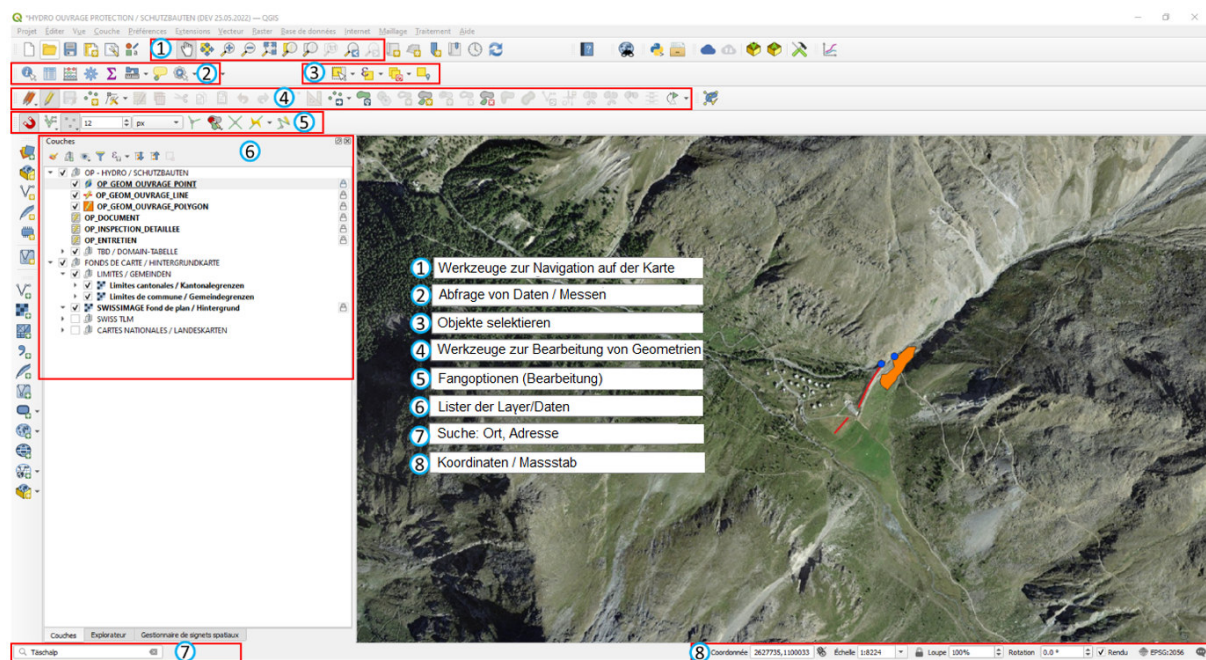 *HYDRO OUVRAGE PROTECTION / SCHUTZBAUTEN (DEV 25.05.2022) — QGIS
Projet Éditer Vue Couche Préférences Extensions Vecteur Raster Base de données Internet Maillage Traitement Aide
1
2
3
4
12 px 5
Couches
6
OP - HYDRO / SCHUTZBAUTEN
OP_GEOM_OUVRAGE_POINT
OP_GEOM_OUVRAGE_LINE
OP_GEOM_OUVRAGE_POLYGON
OP_DOCUMENT
OP_INSPECTION_DETAILLEE
OP_ENTRETIEN
TBD / DOMAIN-TABELLE
FONDS DE CARTE / HINTERGRUNDKARTE
LIMITES / GEMEINDEN
Limites cantonales / Kantonalegrenzen
Limites de commune / Gemeindegrenzen
SWISSIMAGE Fond de plan / Hintergrund
SWISS TLM
CARTES NATIONALES / LANDESKARTEN
1 Werkzeuge zur Navigation auf der Karte
2 Abfrage von Daten / Messen
3 Objekte selektieren
4 Werkzeuge zur Bearbeitung von Geometrien
5 Fangoptionen (Bearbeitung)
6 Lister der Layer/Daten
7 Suche: Ort, Adresse
8 Koordinaten / Massstab
Couches Explorateur Gestionnaire de signets spatiaux
Täschalp 7
8 Coordonnée 2627735,1100033 Échelle 1:8224 Loupe 100% Rotation 0.0 ° Rendu EPSG:2056